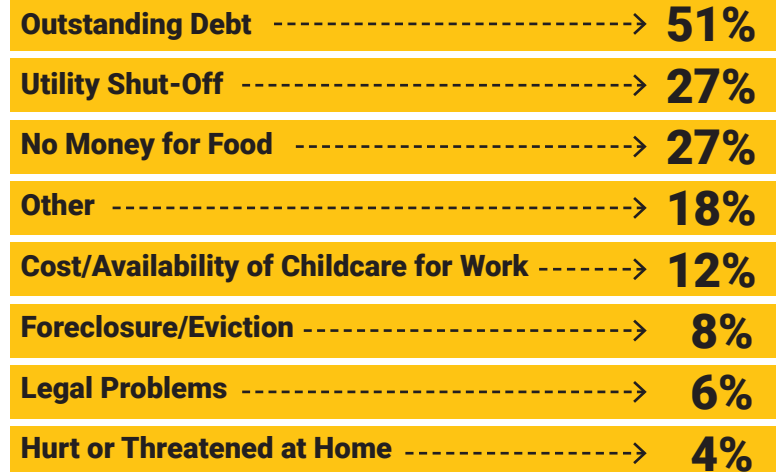 Outstanding Debt 51%
Utility Shut-Off 27%
No Money for Food 27%
Other 18%
Cost/Availability of Childcare for Work 12%
Foreclosure/Eviction 8%
Legal Problems 6%
Hurt or Threatened at Home 4%